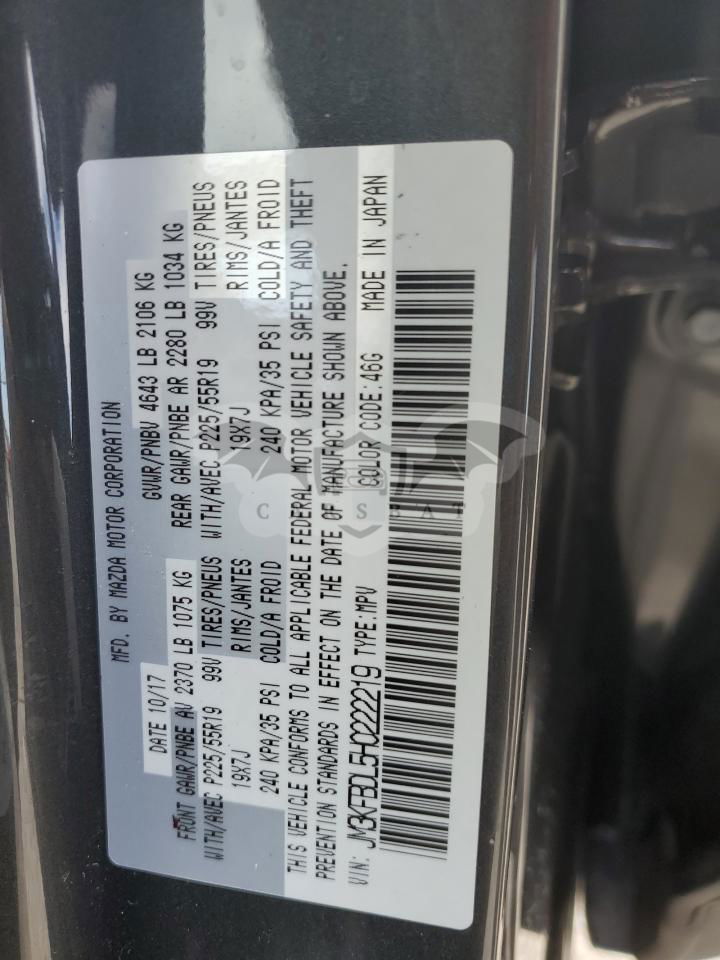 MFD. BY MAZDA MOTOR CORPORATION
DATE 10/17 GVWR/PNBV 4643 LB 2106 KG
FRONT GAWR/PNBE AV 2370 LB 1075 KG REAR GAWR/PNBE AR 2280 LB 1034 KG
WITH/AVEC P225/55R19 99V TIRES/PNEUS WITH/AVEC P225/55R19 99V TIRES/PNEUS
19X7J RIMS/JANTES 19X7J RIMS/JANTES
240 KPA/35 PSI COLD/A FROID 240 KPA/35 PSI COLD/A FROID
THIS VEHICLE CONFORMS TO ALL APPLICABLE FEDERAL MOTOR VEHICLE SAFETY AND THEFT
PREVENTION STANDARDS IN EFFECT ON THE DATE OF MANUFACTURE SHOWN ABOVE.
VIN: JM3KFBDL5H0222219 TYPE:MPV COLOR CODE:46G MADE IN JAPAN